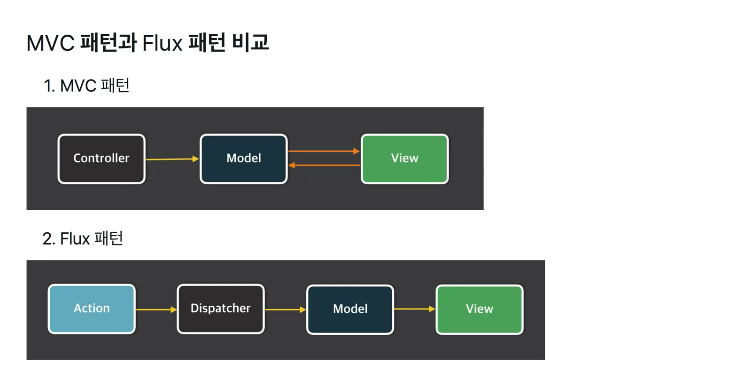 MVC 패턴과 Flux 패턴 비교
1. MVC 패턴
Controller
Model
View
2. Flux 패턴
Action
Dispatcher
Model
View